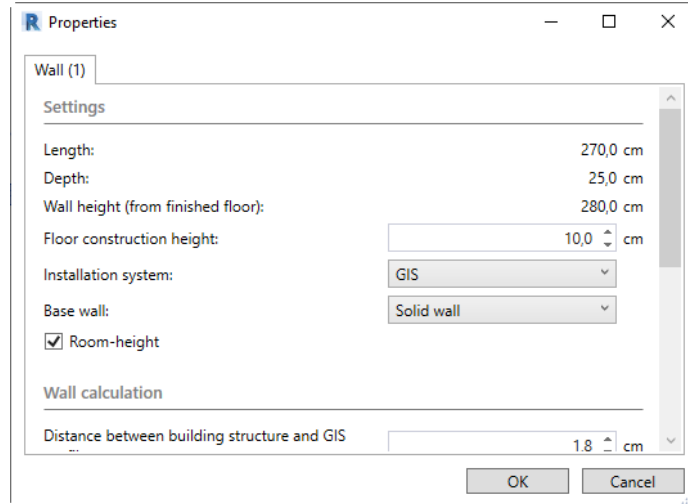 R Properties
Wall (1)
Settings
Length: 270,0 cm
Depth: 25,0 cm
Wall height (from finished floor): 280,0 cm
Floor construction height: 10,0 cm
Installation system: GIS
Base wall: Solid wall
Room-height
Wall calculation
Distance between building structure and GIS
1,8 cm
OK Cancel